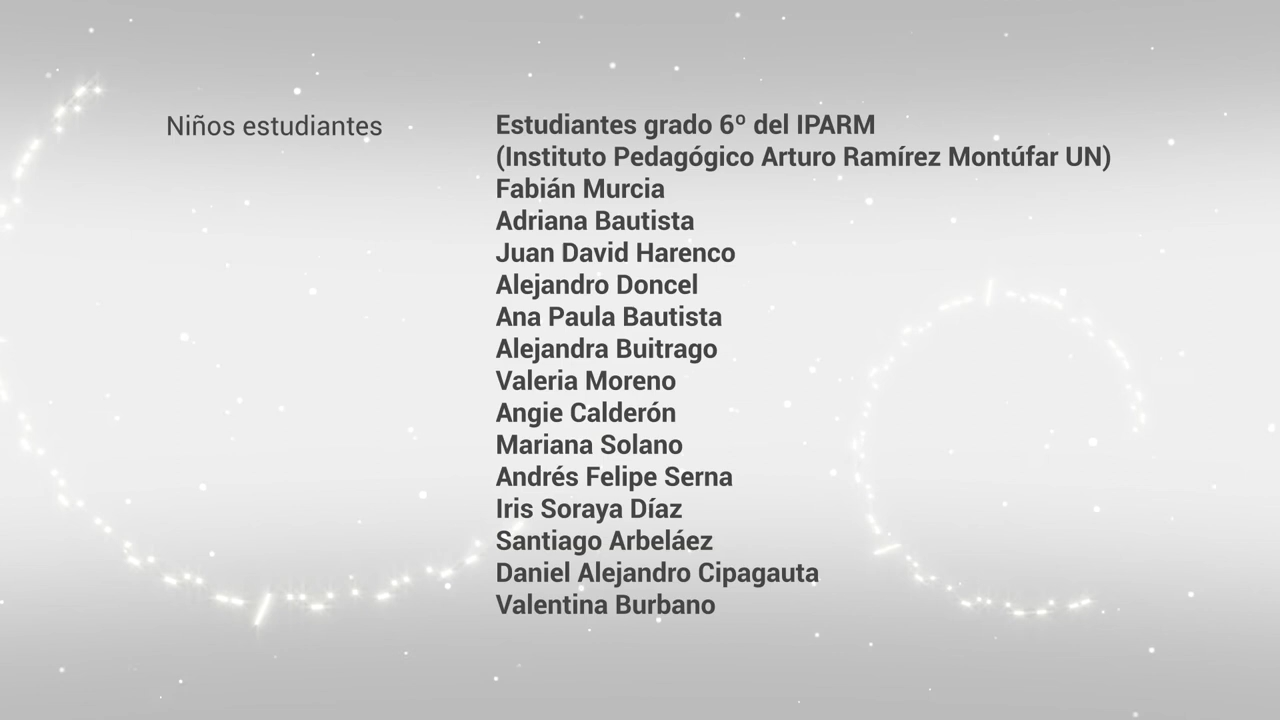 Niños estudiantes
Estudiantes grado 6º del IPARM
(Instituto Pedagógico Arturo Ramírez Montúfar UN)
Fabián Murcia
Adriana Bautista
Juan David Harenco
Alejandro Doncel
Ana Paula Bautista
Alejandra Buitrago
Valeria Moreno
Angie Calderón
Mariana Solano
Andrés Felipe Serna
Iris Soraya Díaz
Santiago Arbeláez
Daniel Alejandro Cipagauta
Valentina Burbano